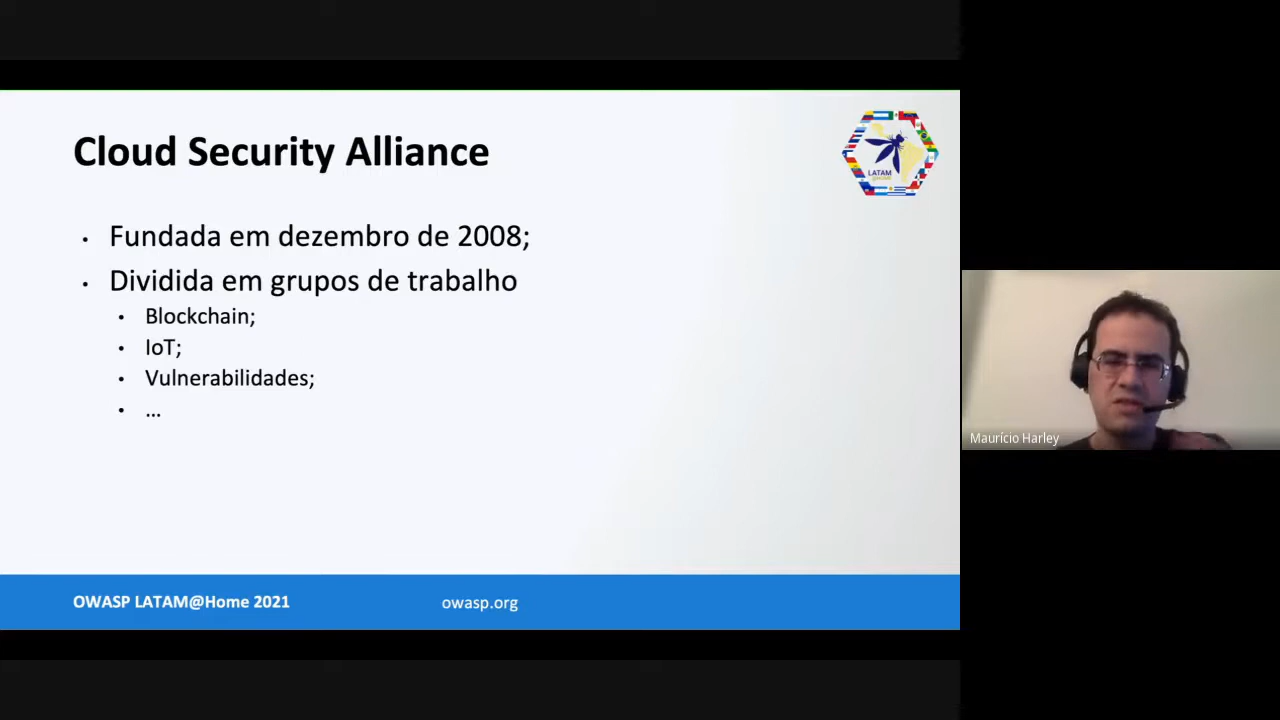 Cloud Security Alliance
LATAM
• Fundada em dezembro de 2008;
• Dividida em grupos de trabalho
• Blockchain;
• IoT;
• Vulnerabilidades;
• ...
Maurício Harley
OWASP LATAM@Home 2021
owasp.org